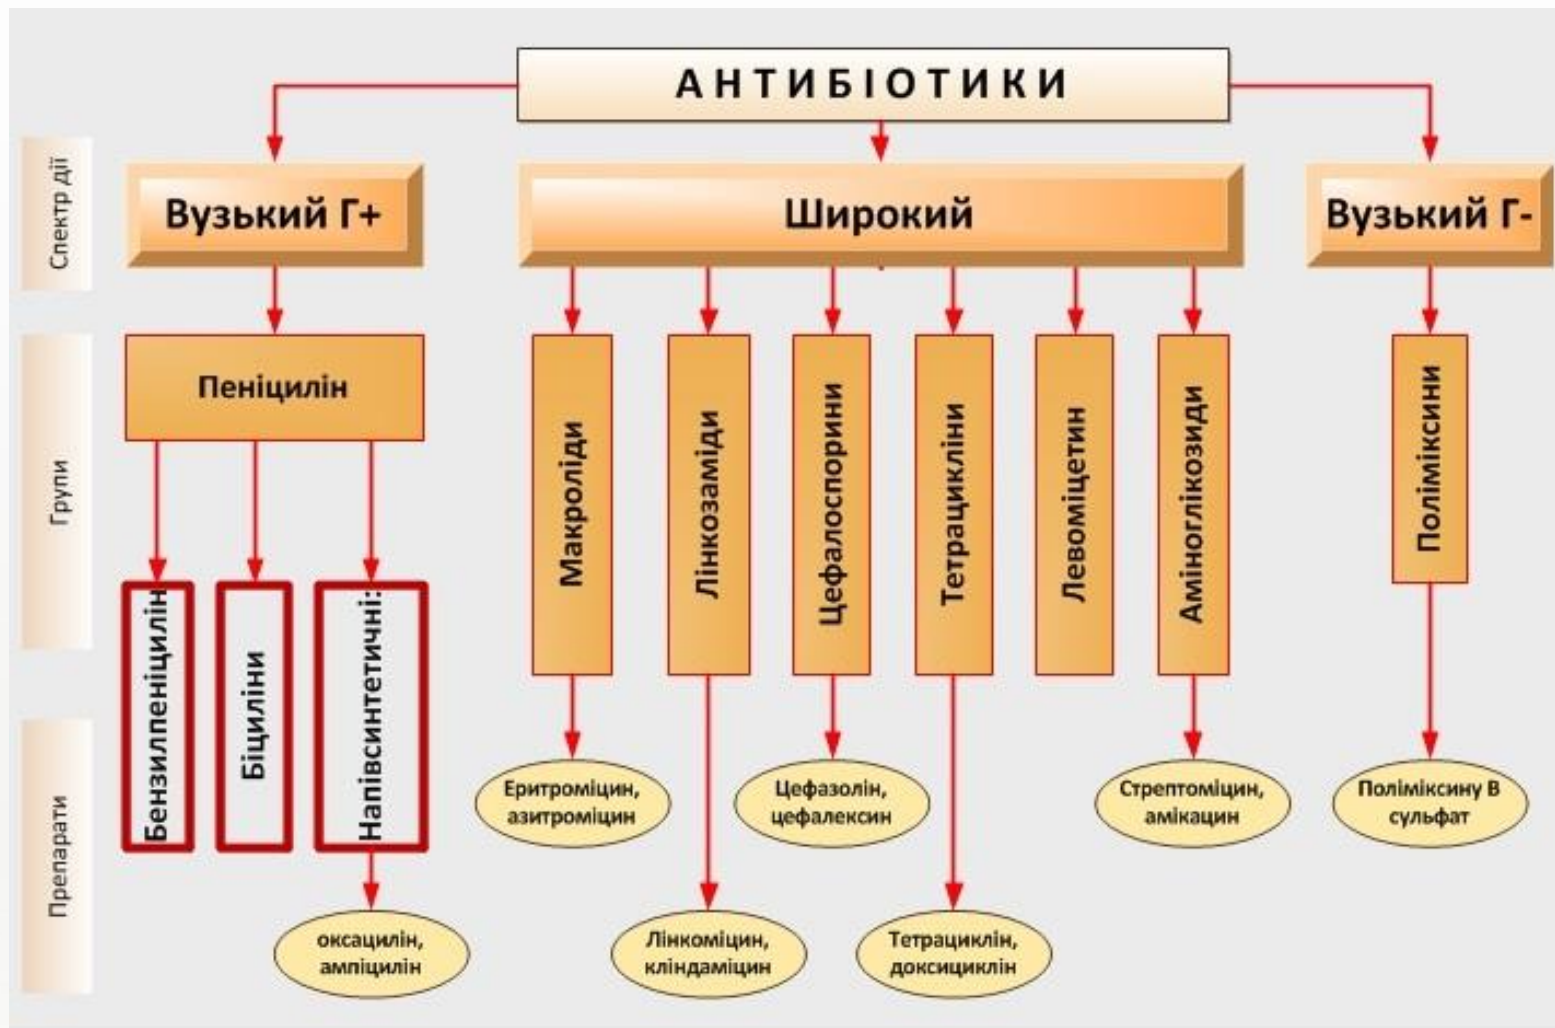 АНТИБІОТИКИ
Спектр дії
Вузький Г+
Широкий
Вузький Г-
Групи
Пеніцилін
Макроліди
Лінкозаміди
Цефалоспорини
Тетрацикліни
Левоміцетин
Аміноглікозиди
Поліміксини
Бензилпеніцилін
Біциліни
Напівсинтетичні:
Препарати
Еритроміцин,
азитроміцин
Цефазолін,
цефалексин
Стрептоміцин,
амікацин
Поліміксину В
сульфат
оксацилін,
ампіцилін
Лінкоміцин,
кліндаміцин
Тетрациклін,
доксициклін